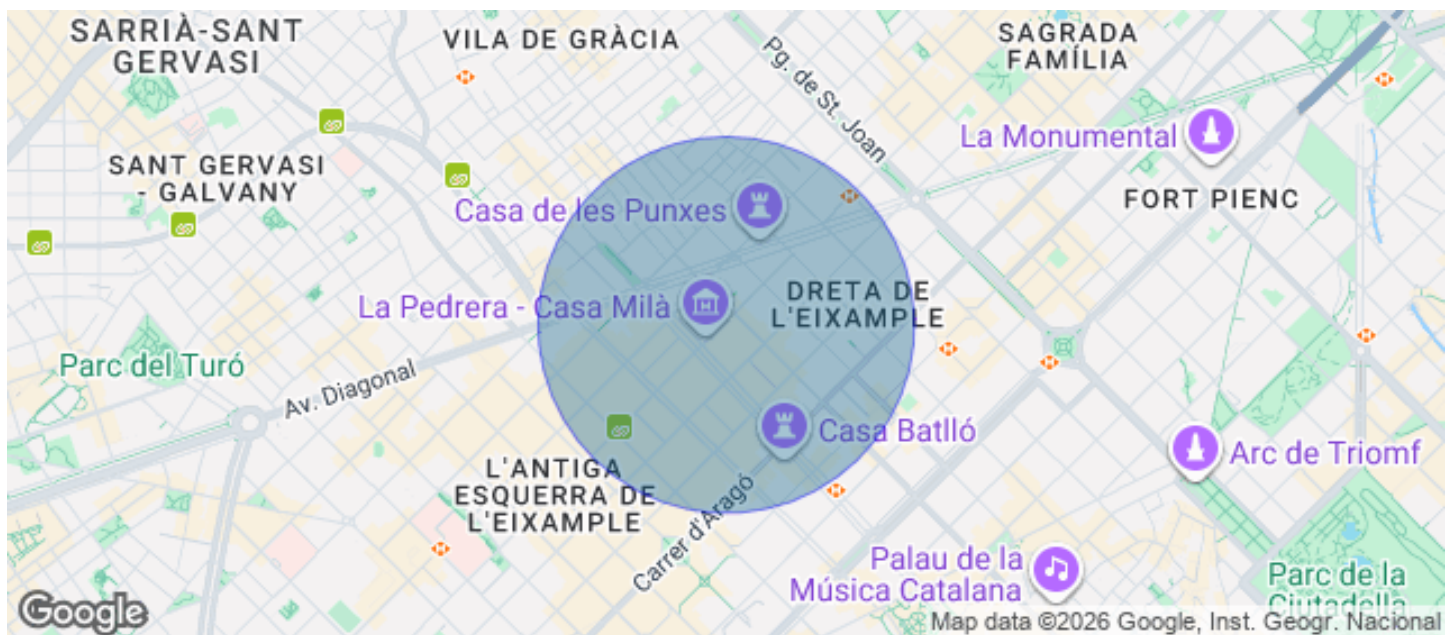 SARRIÀ-SANT
GERVASI
VILA DE GRÀCIA
SAGRADA
FAMÍLIA
Pg. de St. Joan
La Monumental
SANT GERVASI
- GALVANY
FORT PIENC
Casa de les Punxes
La Pedrera - Casa Milà
DRETA DE
L'EIXAMPLE
Parc del Turó
Av. Diagonal
Casa Batlló
Arc de Triomf
L'ANTIGA
ESQUERRA DE
L'EIXAMPLE
Carrer d'Aragó
Palau de la
Música Catalana
Parc de la
Ciutadella
Google
Map data ©2026 Google, Inst. Geogr. Nacional